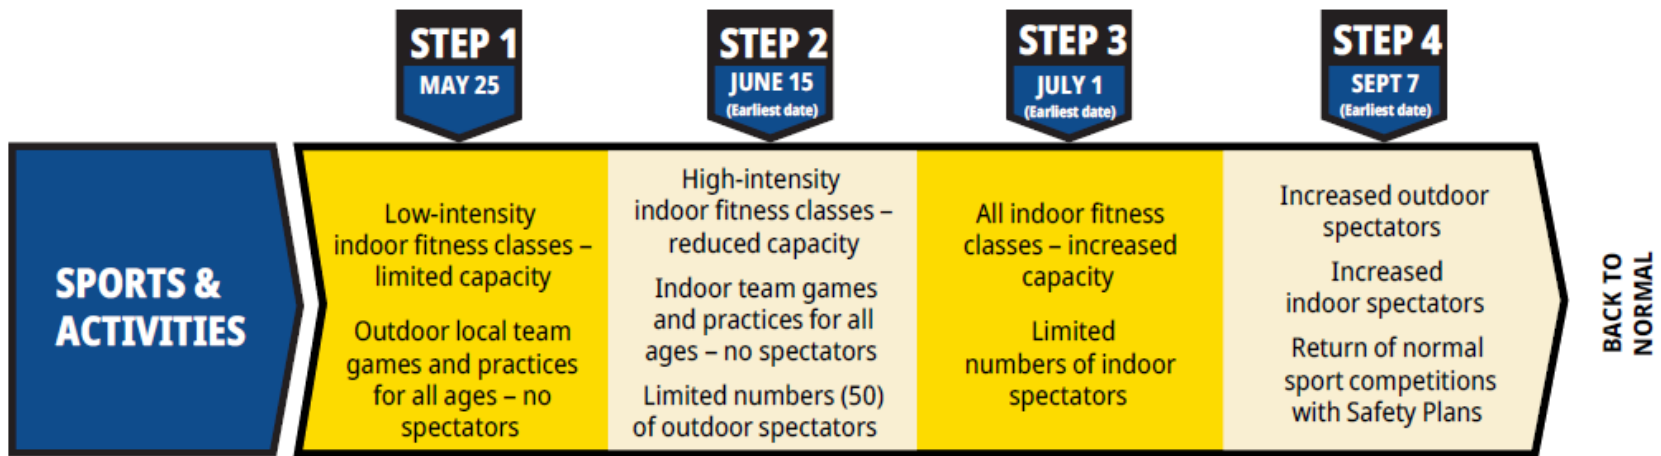 STEP 1
MAY 25
STEP 2
JUNE 15
(Earliest date)
STEP 3
JULY 1
(Earliest date)
STEP 4
SEPT 7
(Earliest date)
SPORTS &
ACTIVITIES
Low-intensity
indoor fitness classes –
limited capacity
Outdoor local team
games and practices
for all ages – no
spectators
High-intensity
indoor fitness classes –
reduced capacity
Indoor team games
and practices for all
ages – no spectators
Limited numbers (50)
of outdoor spectators
All indoor fitness
classes – increased
capacity
Limited
numbers of indoor
spectators
Increased outdoor
spectators
Increased
indoor spectators
Return of normal
sport competitions
with Safety Plans
BACK TO
NORMAL